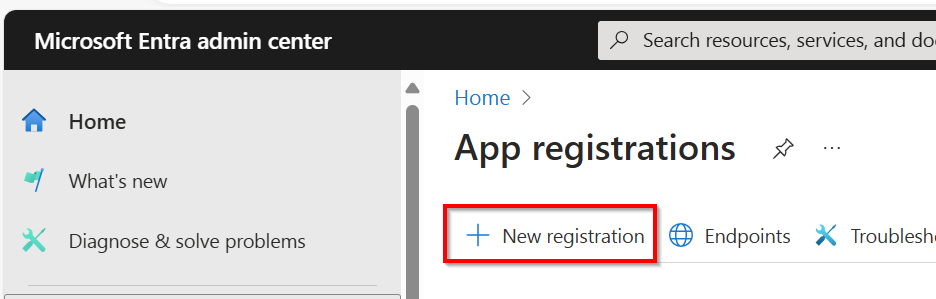 Microsoft Entra admin center
Search resources, services, and do
Home
What's new
Diagnose & solve problems
Home >
App registrations ...
+ New registration
Endpoints
Troublesh